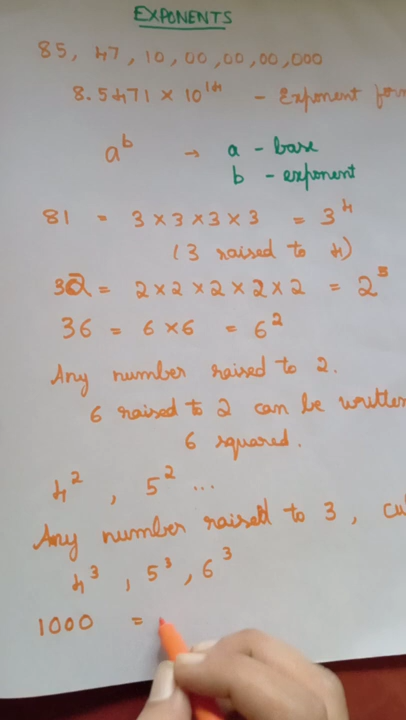 EXPONENTS
85, 47, 10, 00, 00, 00, 000
8.5471 × 10¹⁴ - Exponent form
aᵇ → a - base
b - exponent
81 = 3 × 3 × 3 × 3 = 3⁴
(3 raised to 4)
32 = 2 × 2 × 2 × 2 × 2 = 2⁵
36 = 6 × 6 = 6²
Any number raised to 2.
6 raised to 2 can be written
6 squared.
4², 5² ...
Any number raised to 3, cu
4³, 5³, 6³
1000 =